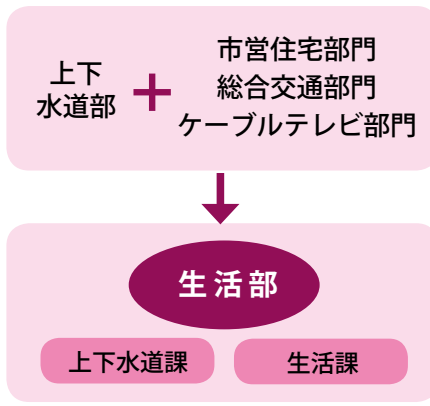 上下
水道部
+
市営住宅部門
総合交通部門
ケーブルテレビ部門
生活部
上下水道課
生活課